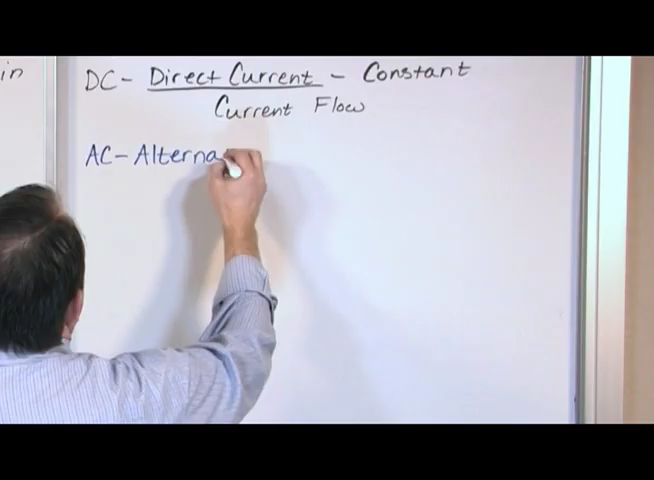 in
DC- Direct Current - Constant
Current Flow
AC- Alterna